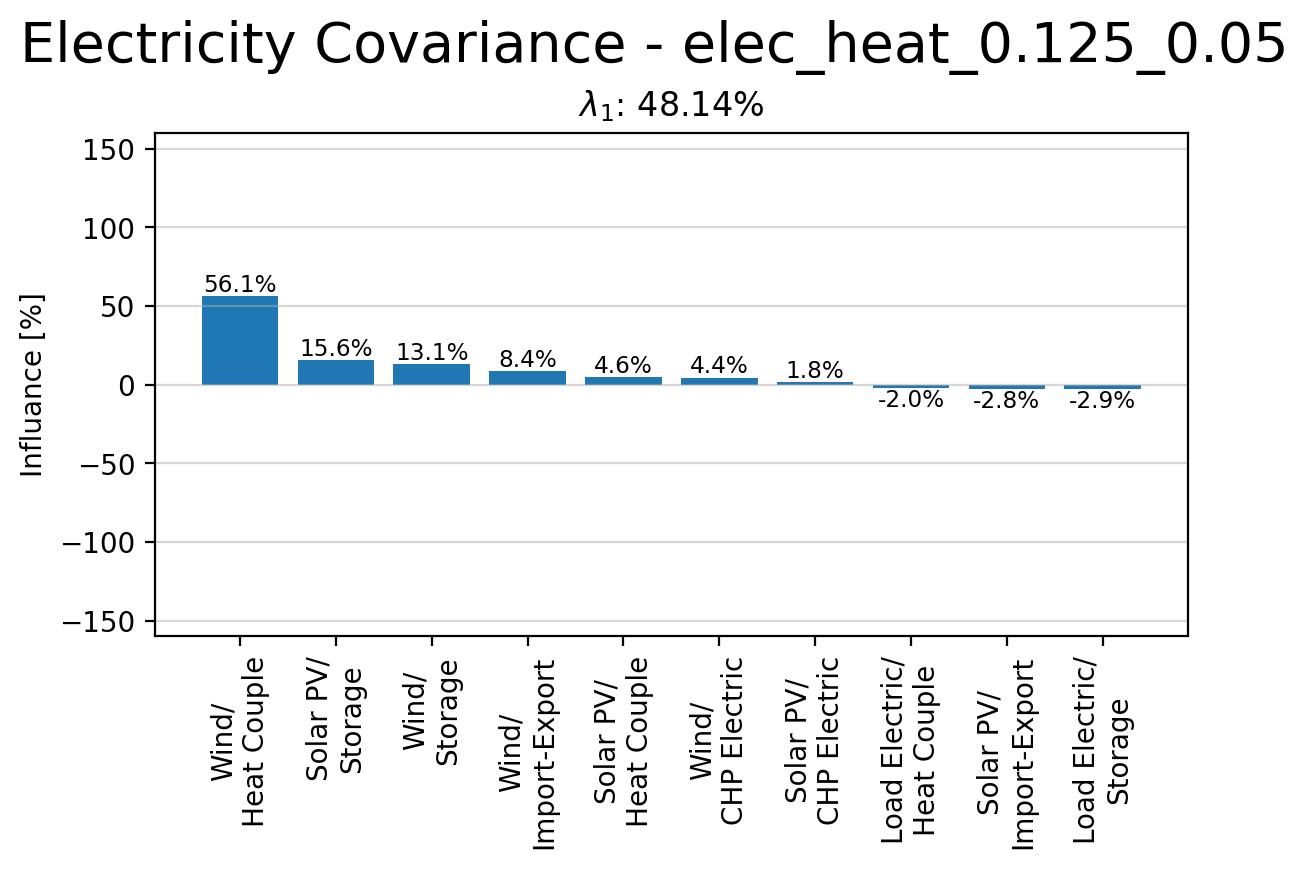 Electricity Covariance - elec_heat_0.125_0.05
λ1: 48.14%
Influance [%]
150
100
50
0
−50
−100
−150
56.1%
15.6%
13.1%
8.4%
4.6%
4.4%
1.8%
-2.0%
-2.8%
-2.9%
Wind/
Heat Couple
Solar PV/
Storage
Wind/
Storage
Wind/
Import-Export
Solar PV/
Heat Couple
Wind/
CHP Electric
Solar PV/
CHP Electric
Load Electric/
Heat Couple
Solar PV/
Import-Export
Load Electric/
Storage